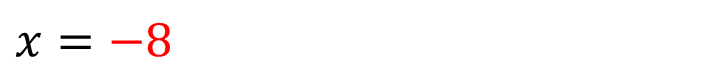 x = −8